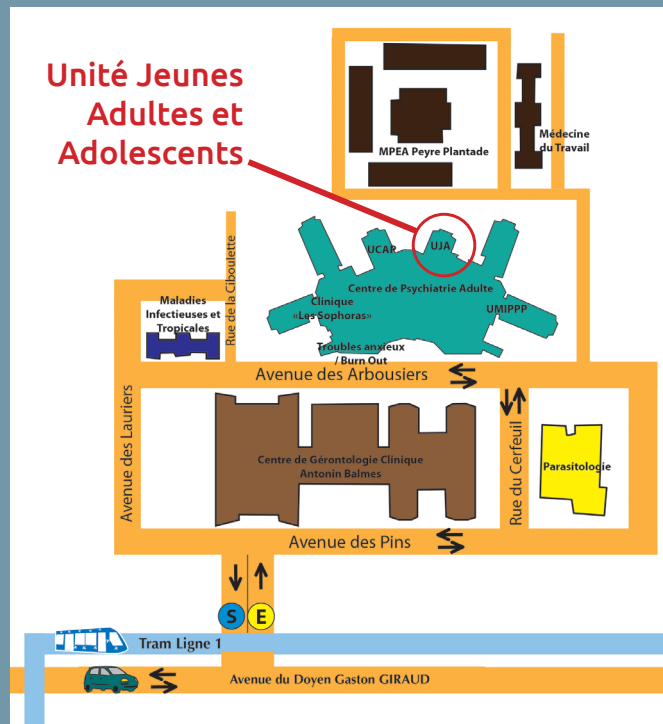 Unité Jeunes
Adultes et
Adolescents
MPEA Peyre Plantade
Médecine
du Travail
Rue de la Ciboulette
UCAP
UJA
Centre de Psychiatrie Adulte
Clinique
«Les Sophoras»
UMIPPP
Troubles anxieux
/ Burn Out
Maladies
Infectieuses et
Tropicales
Avenue des Arbousiers
Avenue des Lauriers
Centre de Gérontologie Clinique
Antonin Balmes
Rue du Cerfeuil
Parasitologie
Avenue des Pins
S
E
Tram Ligne 1
Avenue du Doyen Gaston GIRAUD